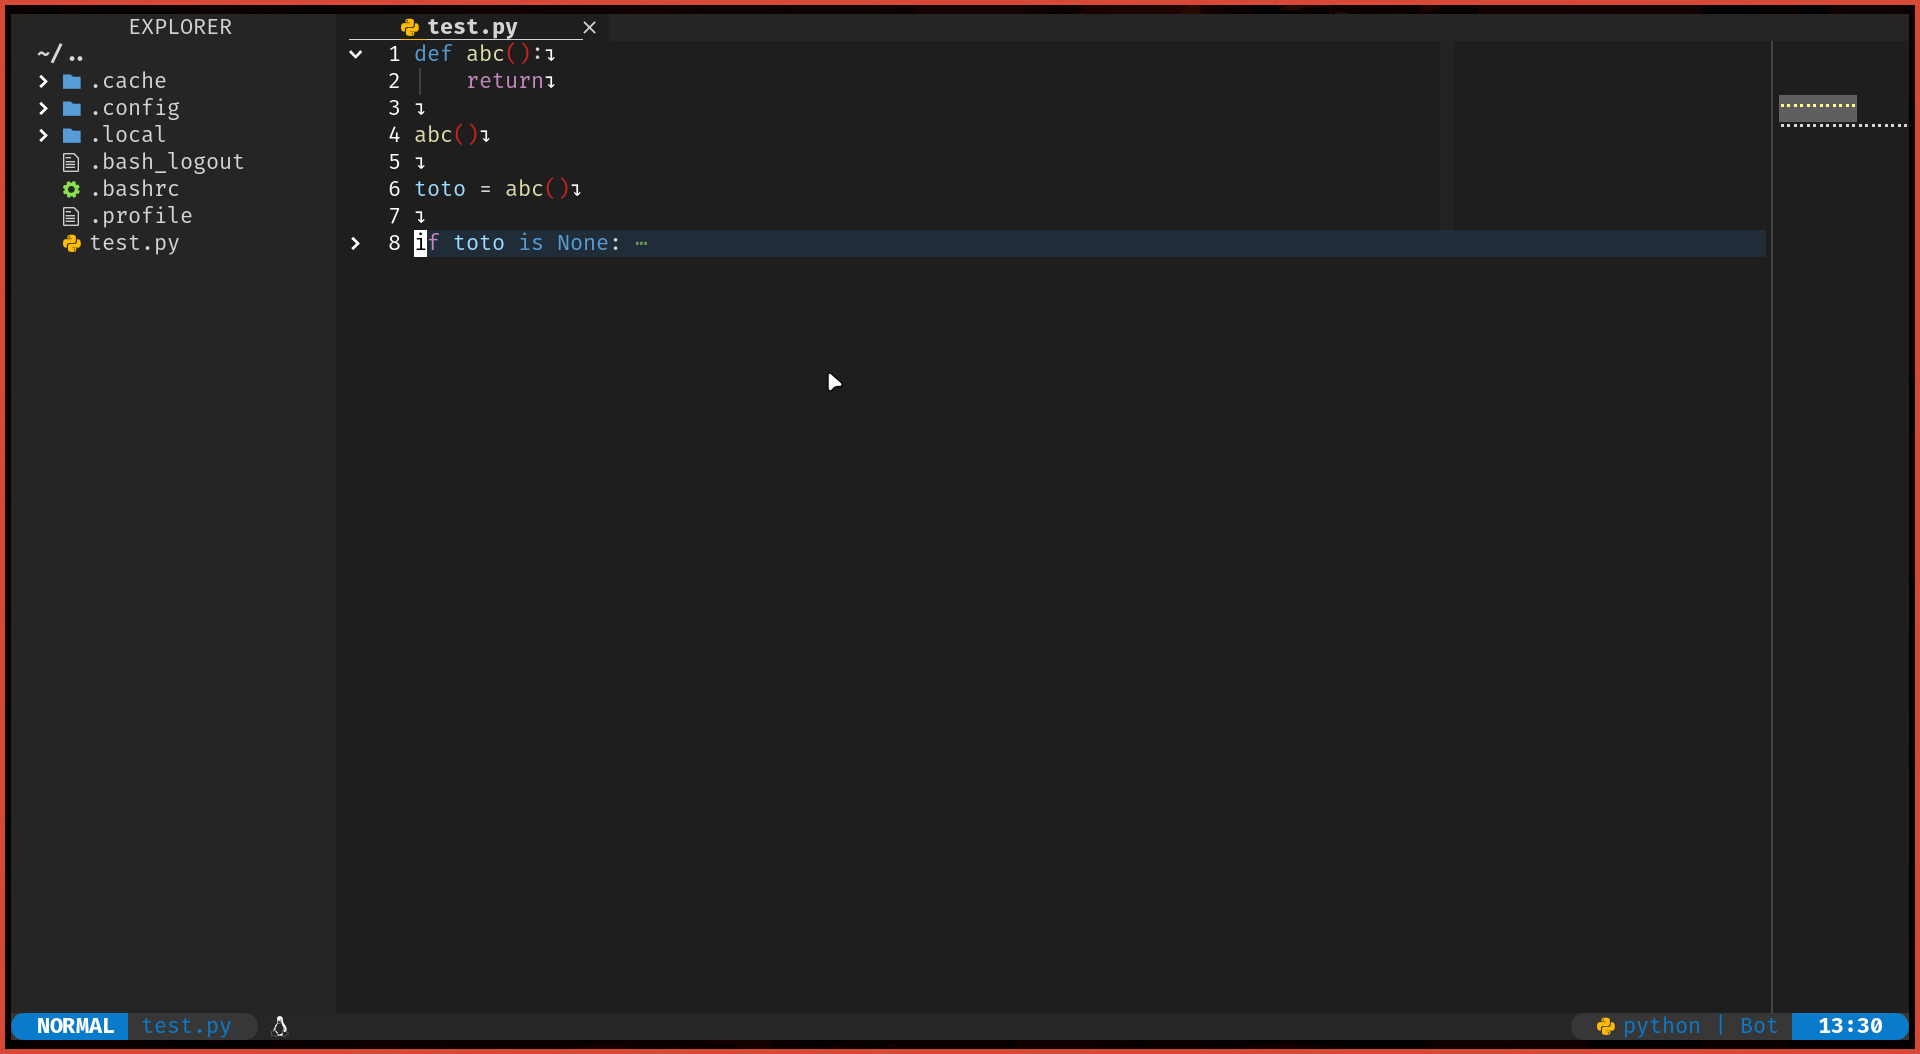 EXPLORER
~/..
.cache
.config
.local
.bash_logout
.bashrc
.profile
test.py
test.py ×
1 def abc():↴
2 return↴
3 ↴
4 abc()↴
5 ↴
6 toto = abc()↴
7 ↴
8 if toto is None: ⋯
NORMAL test.py
python | Bot 13:30